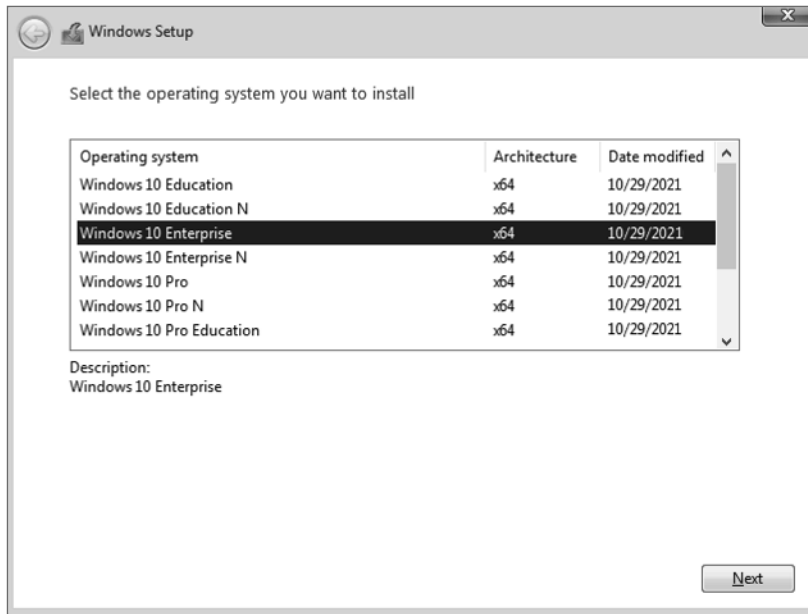 Windows Setup
Select the operating system you want to install
Operating system Architecture Date modified
Windows 10 Education x64 10/29/2021
Windows 10 Education N x64 10/29/2021
Windows 10 Enterprise x64 10/29/2021
Windows 10 Enterprise N x64 10/29/2021
Windows 10 Pro x64 10/29/2021
Windows 10 Pro N x64 10/29/2021
Windows 10 Pro Education x64 10/29/2021
Description:
Windows 10 Enterprise
Next